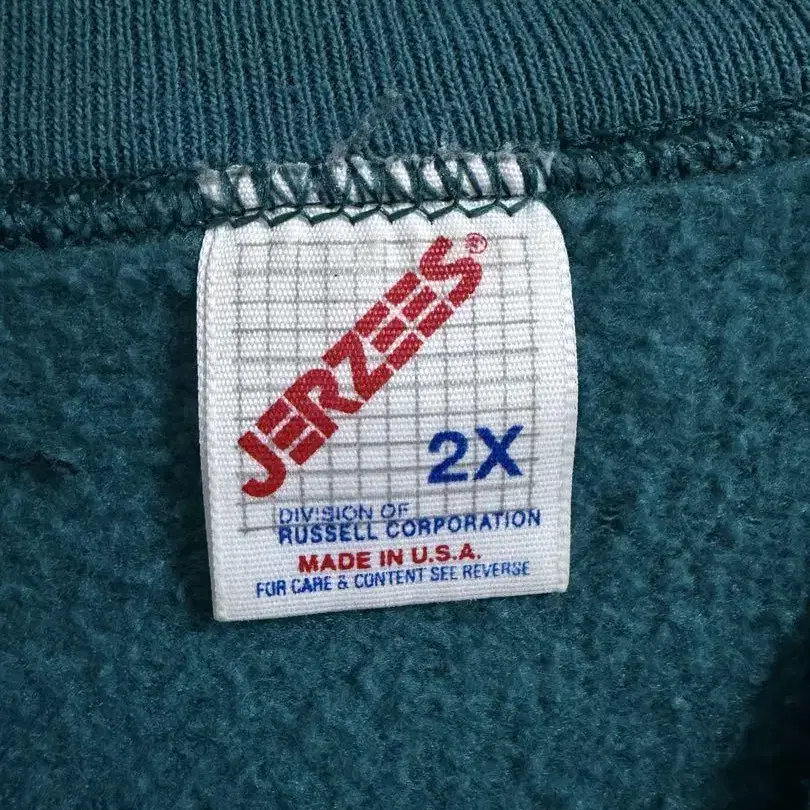 JERZEES®
2X
DIVISION OF
RUSSELL CORPORATION
MADE IN U.S.A.
FOR CARE & CONTENT SEE REVERSE